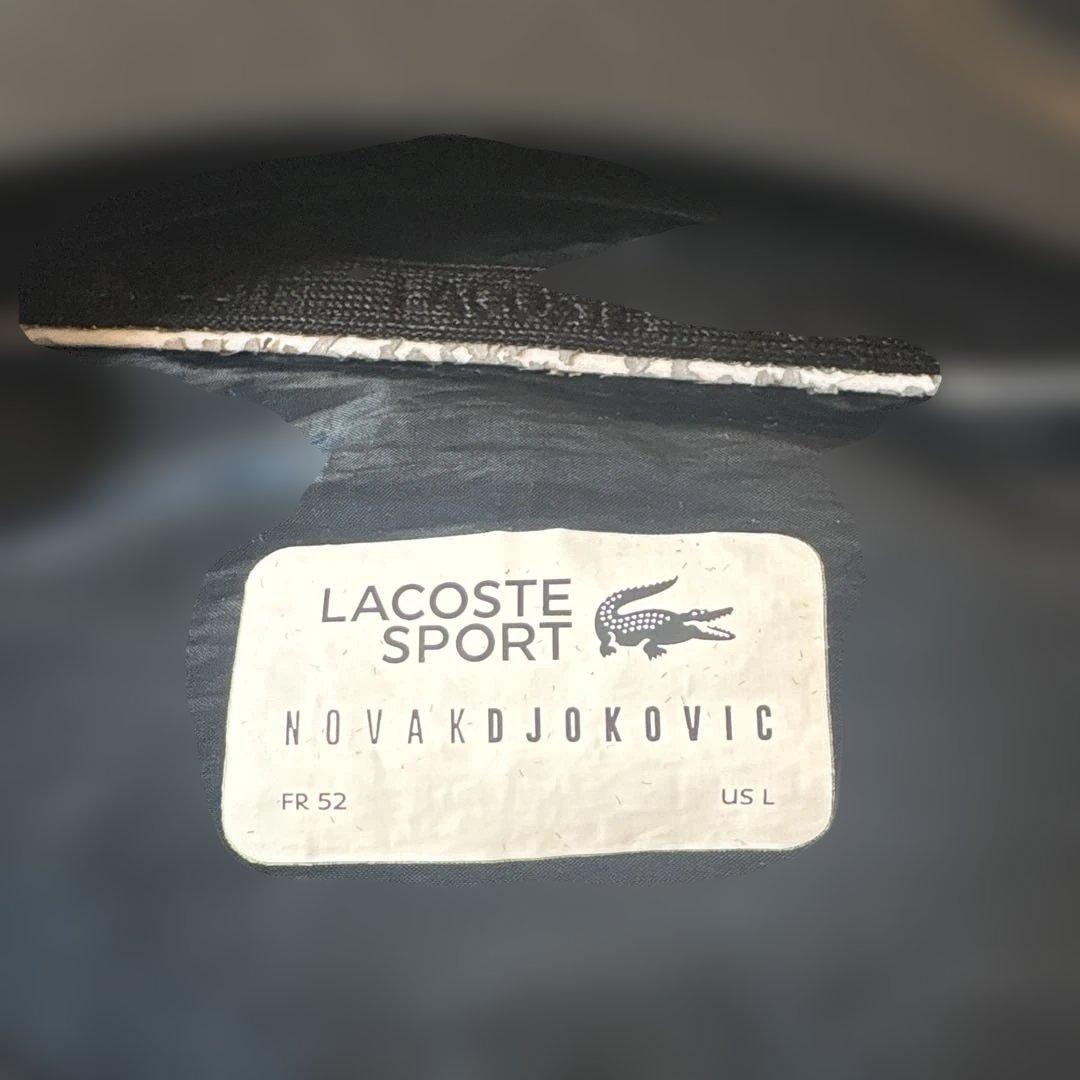 LACOSTE
SPORT
NOVAKDJOKOVIC
FR 52
US L